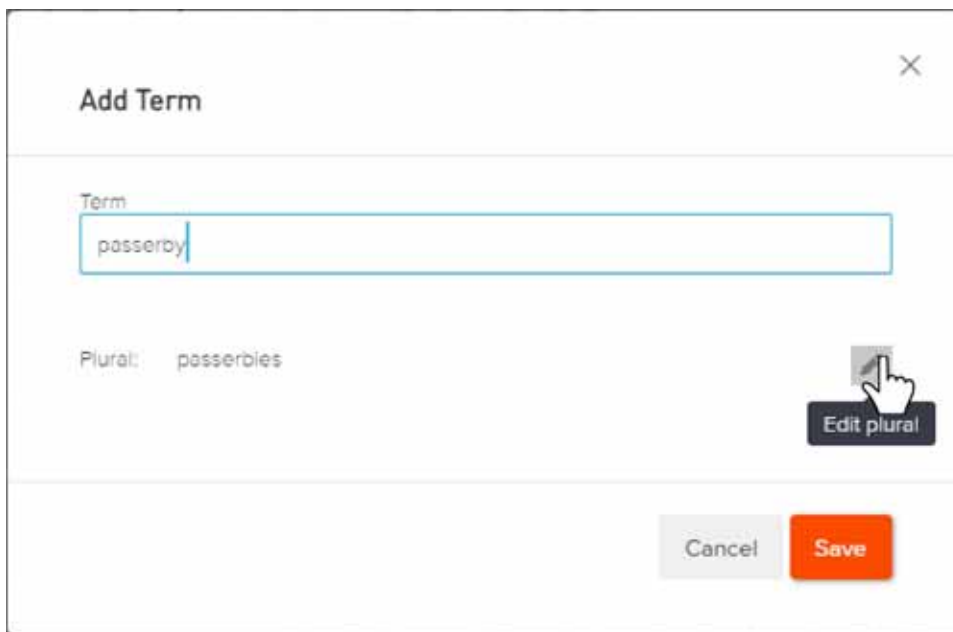 Add Term
Term
passerby
Plural: passerbies
Edit plural
Cancel Save